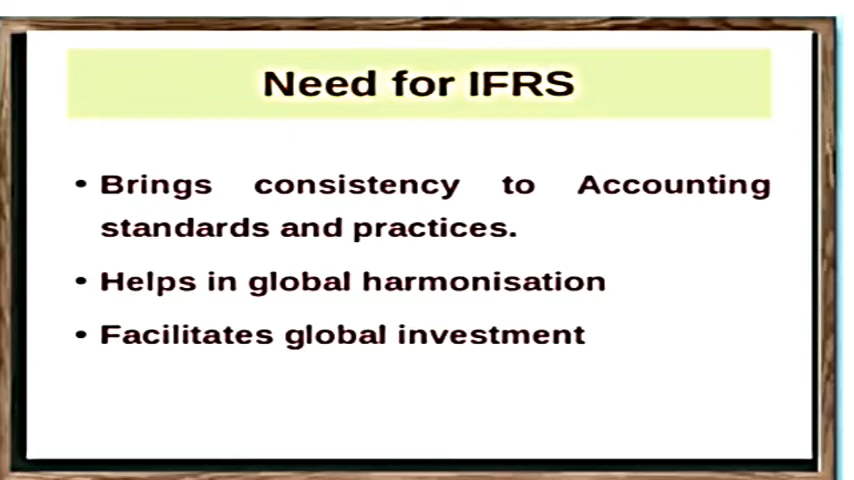 Need for IFRS
• Brings consistency to Accounting
standards and practices.
• Helps in global harmonisation
• Facilitates global investment